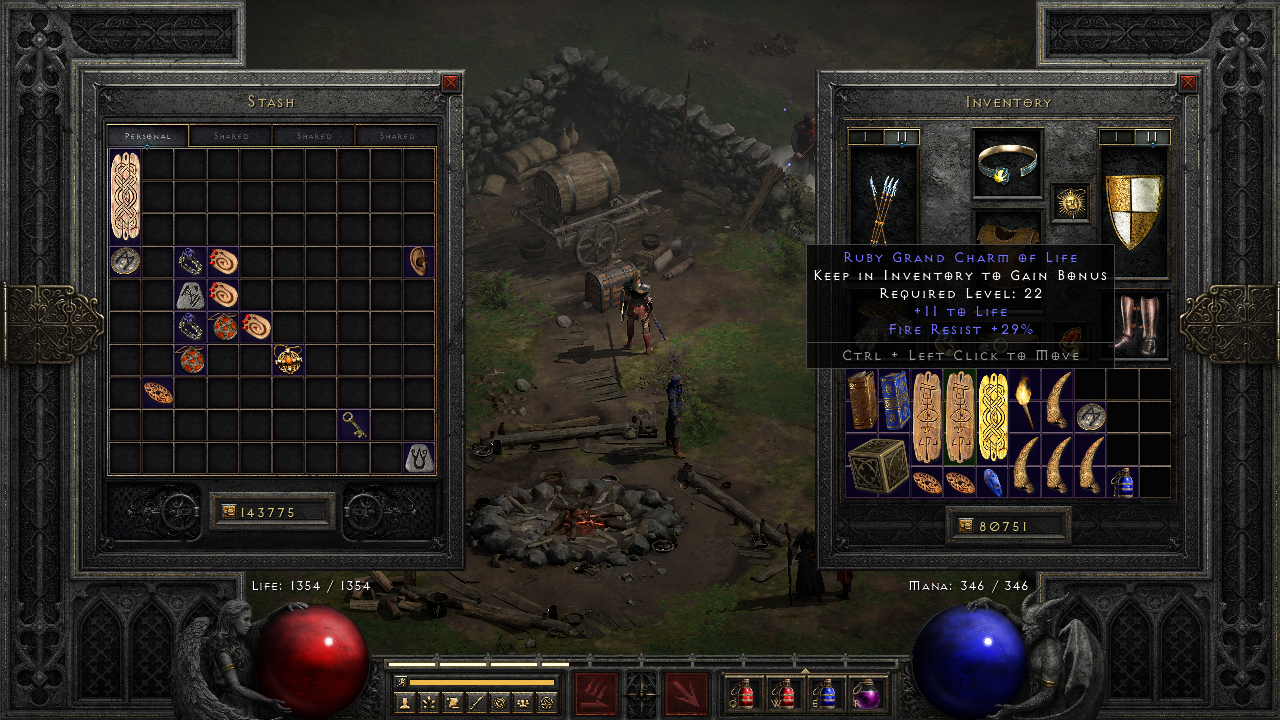 Stash
Personal
Shared
Shared
Shared
143775
Inventory
I
II
I
II
Ruby Grand Charm of Life
Keep in Inventory to Gain Bonus
Required Level: 22
+11 to Life
Fire Resist +29%
Ctrl + Left Click to Move
80751
Life: 1354 / 1354
Mana: 346 / 346
Q
W
E
R